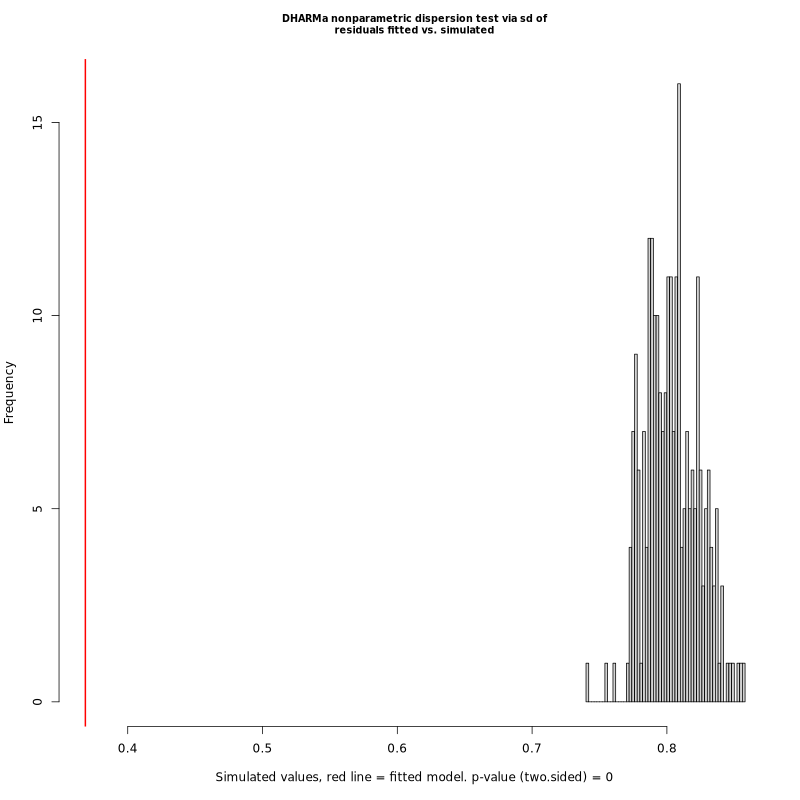 DHARMa nonparametric dispersion test via sd of
residuals fitted vs. simulated
Frequency
15
10
5
0
0.4 0.5 0.6 0.7 0.8
Simulated values, red line = fitted model. p-value (two.sided) = 0